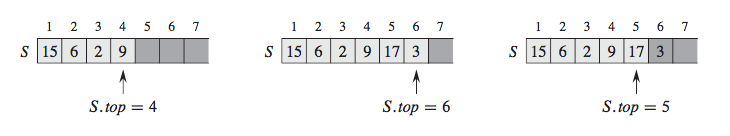 1 2 3 4 5 6 7
S 15 6 2 9
S.top = 4
1 2 3 4 5 6 7
S 15 6 2 9 17 3
S.top = 6
1 2 3 4 5 6 7
S 15 6 2 9 17 3
S.top = 5